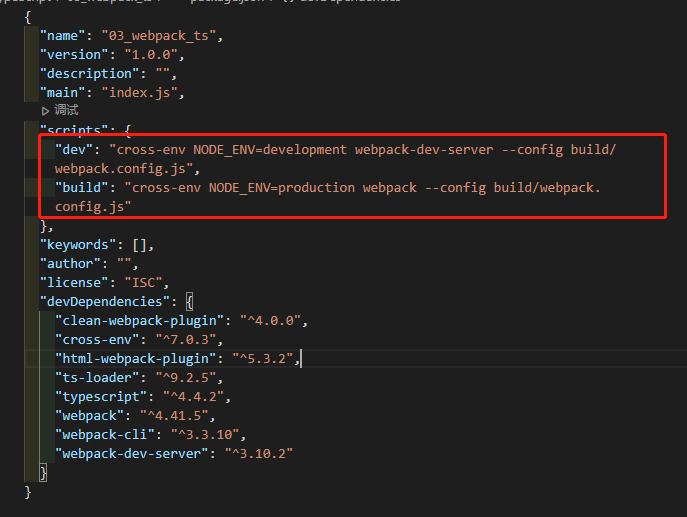 {
"name": "03_webpack_ts",
"version": "1.0.0",
"description": "",
"main": "index.js",
▷ 调试
"scripts": {
"dev": "cross-env NODE_ENV=development webpack-dev-server --config build/
webpack.config.js",
"build": "cross-env NODE_ENV=production webpack --config build/webpack.
config.js"
},
"keywords": [],
"author": "",
"license": "ISC",
"devDependencies": {
"clean-webpack-plugin": "^4.0.0",
"cross-env": "^7.0.3",
"html-webpack-plugin": "^5.3.2",
"ts-loader": "^9.2.5",
"typescript": "^4.4.2",
"webpack": "^4.41.5",
"webpack-cli": "^3.3.10",
"webpack-dev-server": "^3.10.2"
}
}